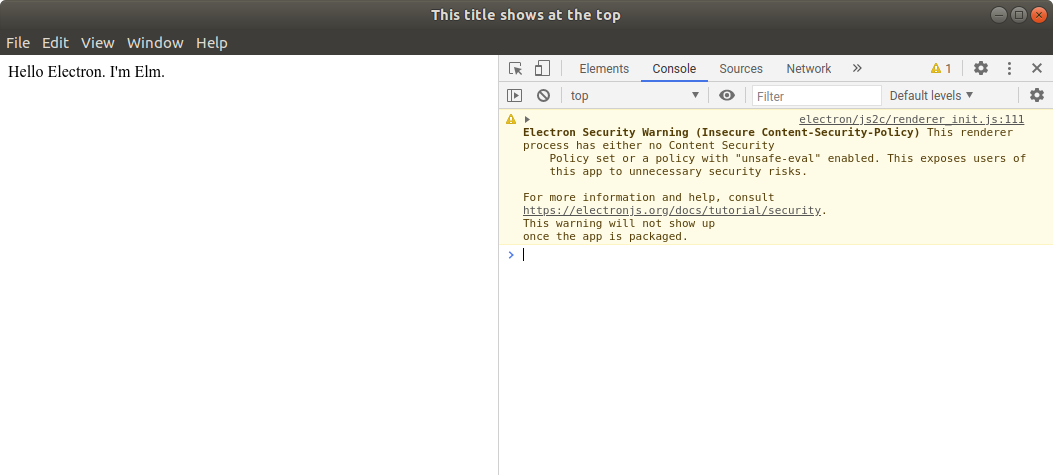 This title shows at the top
File Edit View Window Help
Hello Electron. I'm Elm.
Elements Console Sources Network » 1
top Filter Default levels
electron/js2c/renderer_init.js:111
Electron Security Warning (Insecure Content-Security-Policy) This renderer
process has either no Content Security
Policy set or a policy with "unsafe-eval" enabled. This exposes users of
this app to unnecessary security risks.
For more information and help, consult
https://electronjs.org/docs/tutorial/security.
This warning will not show up
once the app is packaged.